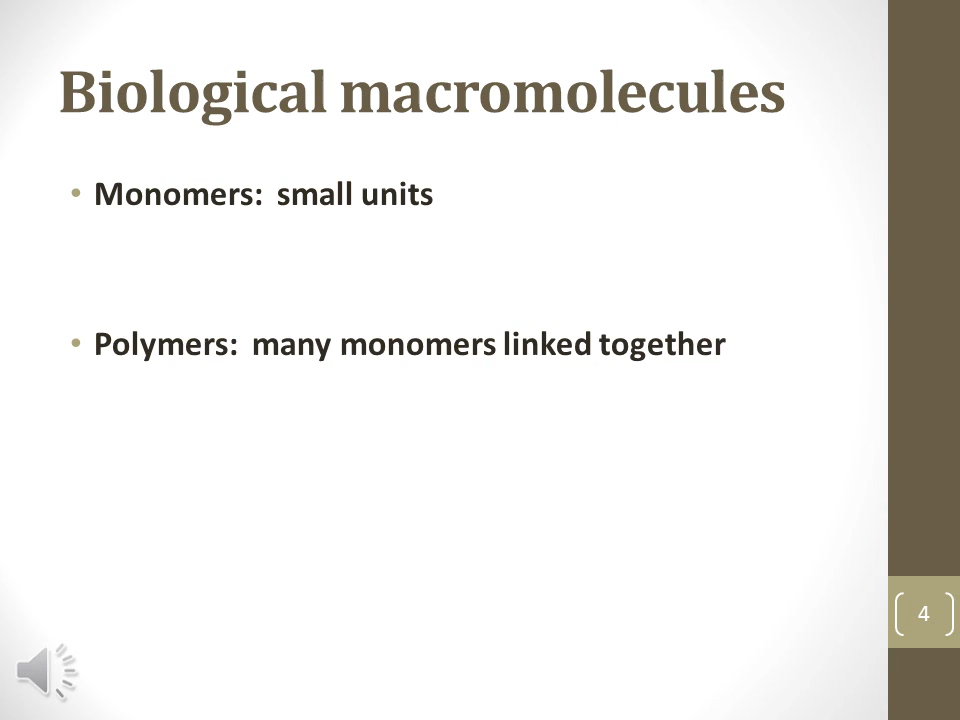 Biological macromolecules
• Monomers:  small units
• Polymers:  many monomers linked together
4